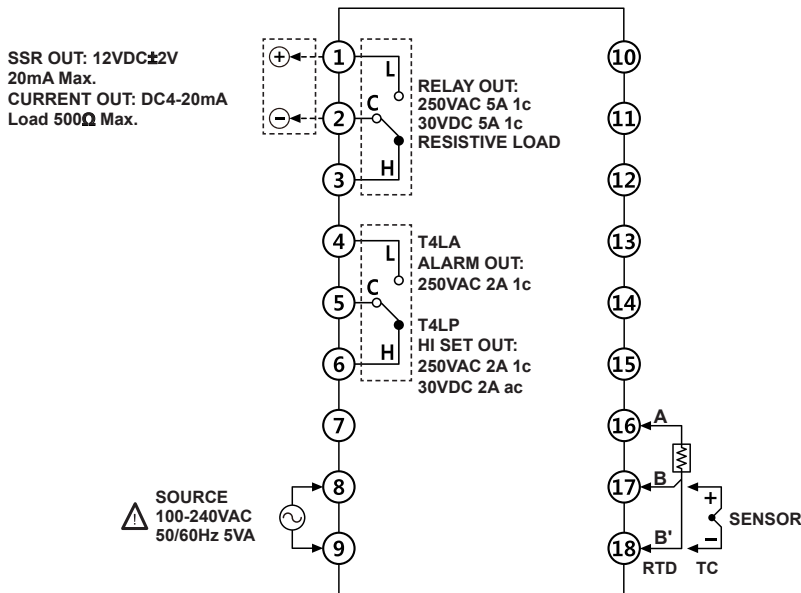 SSR OUT: 12VDC±2V
20mA Max.
CURRENT OUT: DC4-20mA
Load 500Ω Max.
+
−
1
2
3
L
C
H
RELAY OUT:
250VAC 5A 1c
30VDC 5A 1c
RESISTIVE LOAD
4
5
6
L
C
H
T4LA
ALARM OUT:
250VAC 2A 1c
T4LP
HI SET OUT:
250VAC 2A 1c
30VDC 2A ac
7
8
9
!
SOURCE
100-240VAC
50/60Hz 5VA
10
11
12
13
14
15
16
17
18
A
B
B'
RTD
+
−
TC
SENSOR